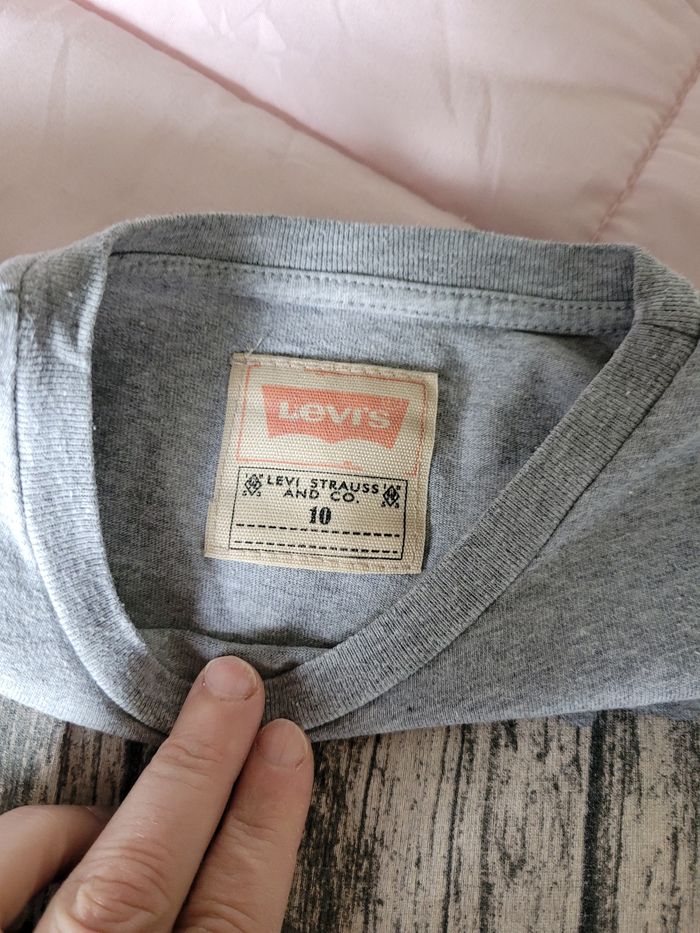 LEVI'S
LEVI STRAUSS
AND CO.
10